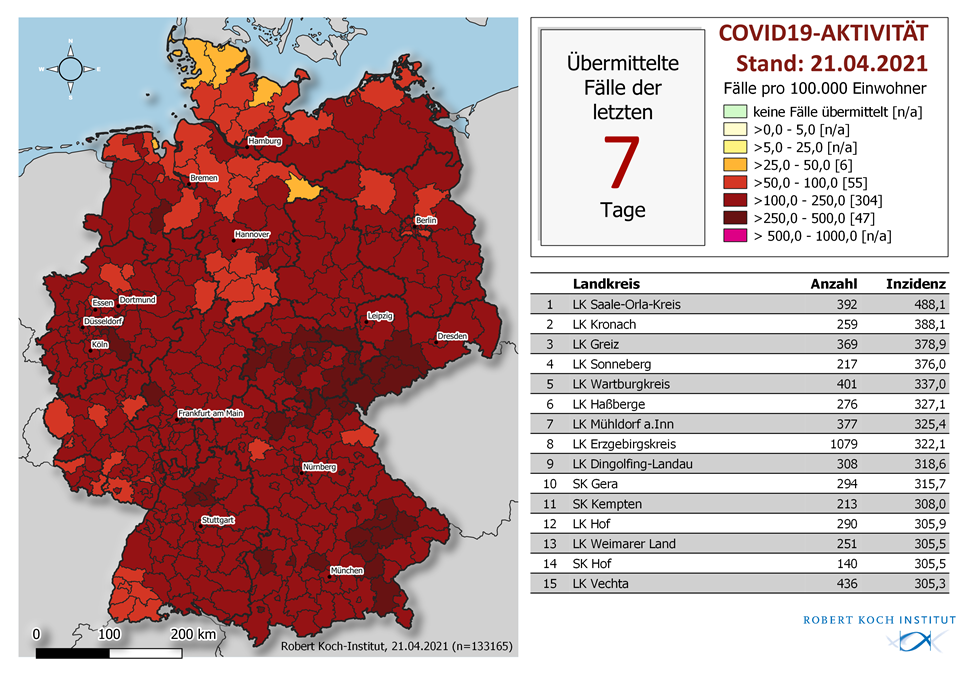 N
W
E
S
Hamburg
Bremen
Berlin
Hannover
Essen
Dortmund
Düsseldorf
Köln
Leipzig
Dresden
Frankfurt am Main
Nürnberg
Stuttgart
München
0 100 200 km
Robert Koch-Institut, 21.04.2021 (n=133165)
Übermittelte
Fälle der
letzten
7
Tage
COVID19-AKTIVITÄT
Stand: 21.04.2021
Fälle pro 100.000 Einwohner
keine Fälle übermittelt [n/a]
>0,0 - 5,0 [n/a]
>5,0 - 25,0 [n/a]
>25,0 - 50,0 [6]
>50,0 - 100,0 [55]
>100,0 - 250,0 [304]
>250,0 - 500,0 [47]
> 500,0 - 1000,0 [n/a]
Landkreis Anzahl Inzidenz
1 LK Saale-Orla-Kreis 392 488,1
2 LK Kronach 259 388,1
3 LK Greiz 369 378,9
4 LK Sonneberg 217 376,0
5 LK Wartburgkreis 401 337,0
6 LK Haßberge 276 327,1
7 LK Mühldorf a.Inn 377 325,4
8 LK Erzgebirgskreis 1079 322,1
9 LK Dingolfing-Landau 308 318,6
10 SK Gera 294 315,7
11 SK Kempten 213 308,0
12 LK Hof 290 305,9
13 LK Weimarer Land 251 305,5
14 SK Hof 140 305,5
15 LK Vechta 436 305,3
ROBERT KOCH INSTITUT